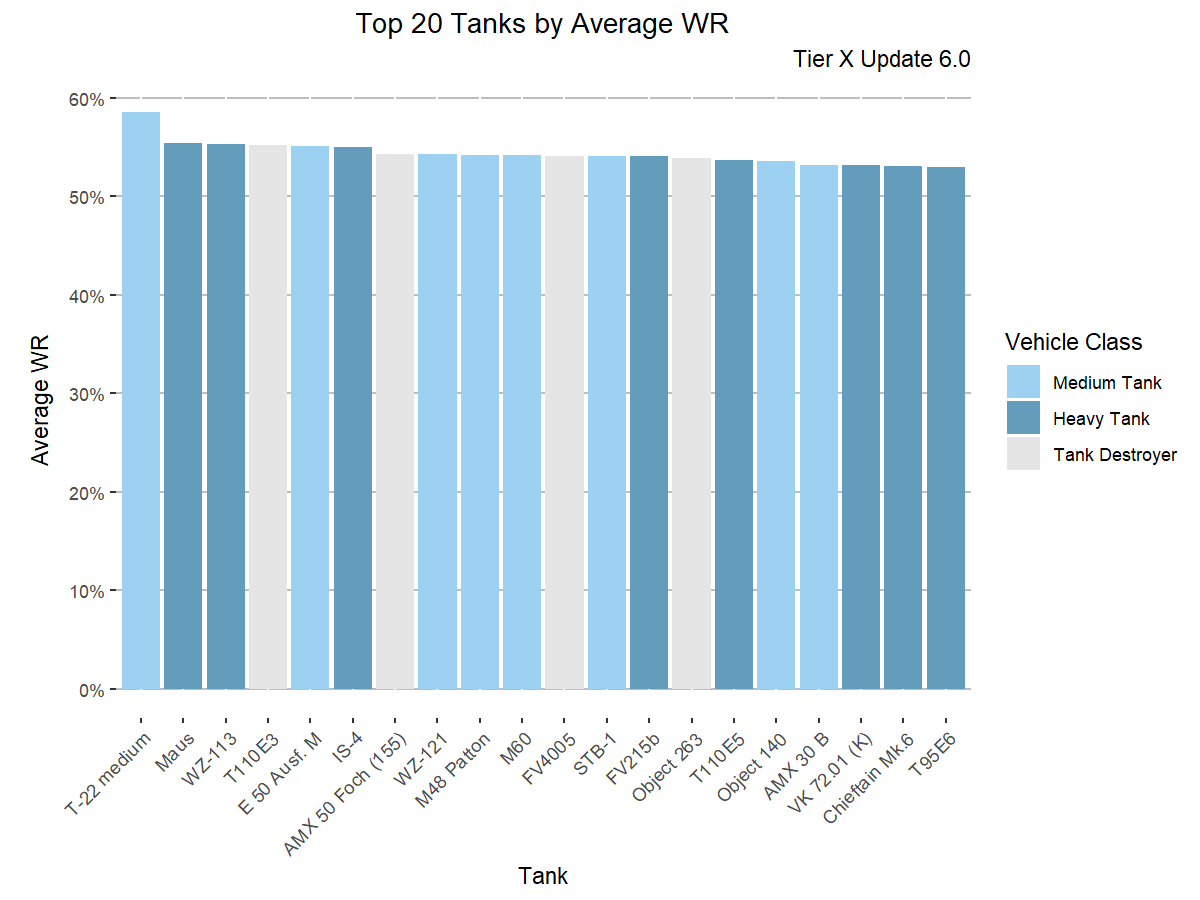 Top 20 Tanks by Average WR
Tier X Update 6.0
Average WR
60%
50%
40%
30%
20%
10%
0%
T-22 medium
Maus
WZ-113
T110E3
E 50 Ausf. M
IS-4
AMX 50 Foch (155)
WZ-121
M48 Patton
M60
FV4005
STB-1
FV215b
Object 263
T110E5
Object 140
AMX 30 B
VK 72.01 (K)
Chieftain Mk.6
T95E6
Tank
Vehicle Class
Medium Tank
Heavy Tank
Tank Destroyer